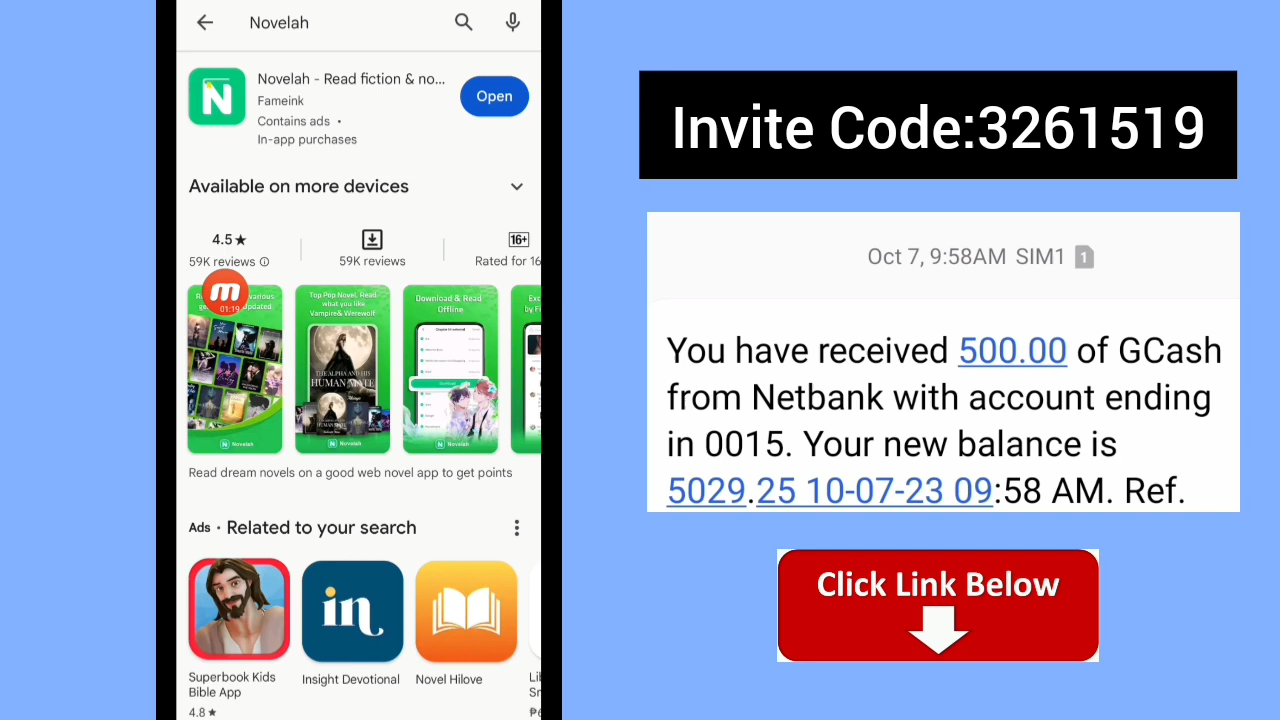 Novelah
N
Novelah - Read fiction & no...
Fameink
Contains ads •
In-app purchases
Open
Available on more devices
4.5★
59K reviews
59K reviews
16+
Rated for 16
01:19
Top Pop Novel. Read
what you like
Vampire& Werewolf
THE ALPHA AND HIS
HUMAN MATE
Novelah
Download & Read
Offline
Novelah
Novelah
Read dream novels on a good web novel app to get points
Ads • Related to your search
in
Superbook Kids
Bible App
4.8★
Insight Devotional
Novel Hilove
Invite Code:3261519
Oct 7, 9:58AM SIM1 1
You have received 500.00 of GCash
from Netbank with account ending
in 0015. Your new balance is
5029.25 10-07-23 09:58 AM. Ref.
Click Link Below